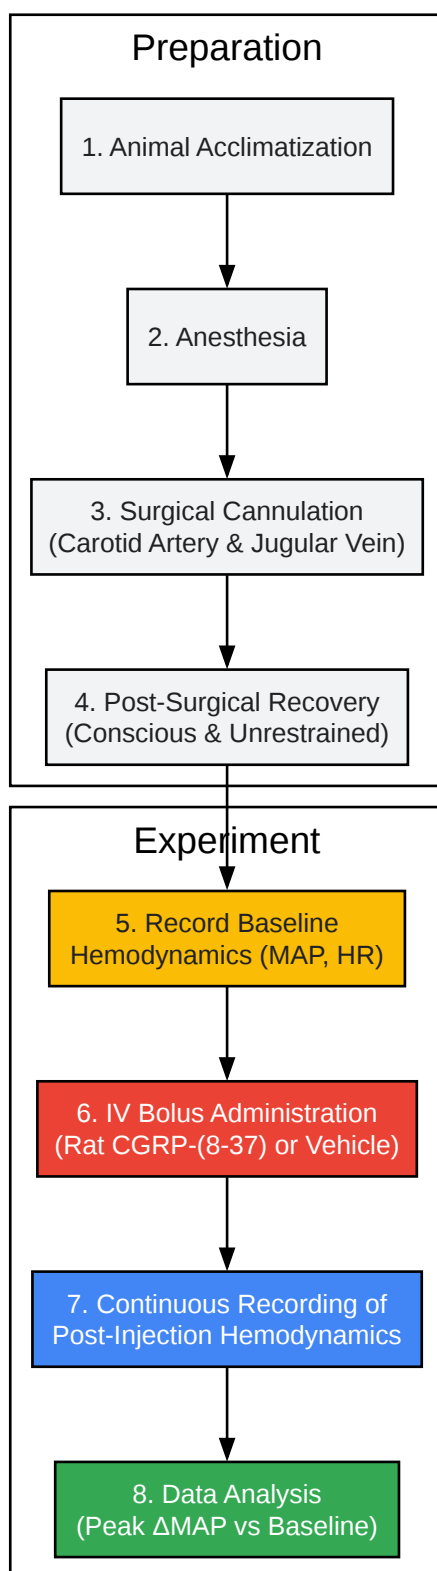 Preparation
1. Animal Acclimatization
2. Anesthesia
3. Surgical Cannulation
(Carotid Artery & Jugular Vein)
4. Post-Surgical Recovery
(Conscious & Unrestrained)
Experiment
5. Record Baseline
Hemodynamics (MAP, HR)
6. IV Bolus Administration
(Rat CGRP-(8-37) or Vehicle)
7. Continuous Recording of
Post-Injection Hemodynamics
8. Data Analysis
(Peak ΔMAP vs Baseline)